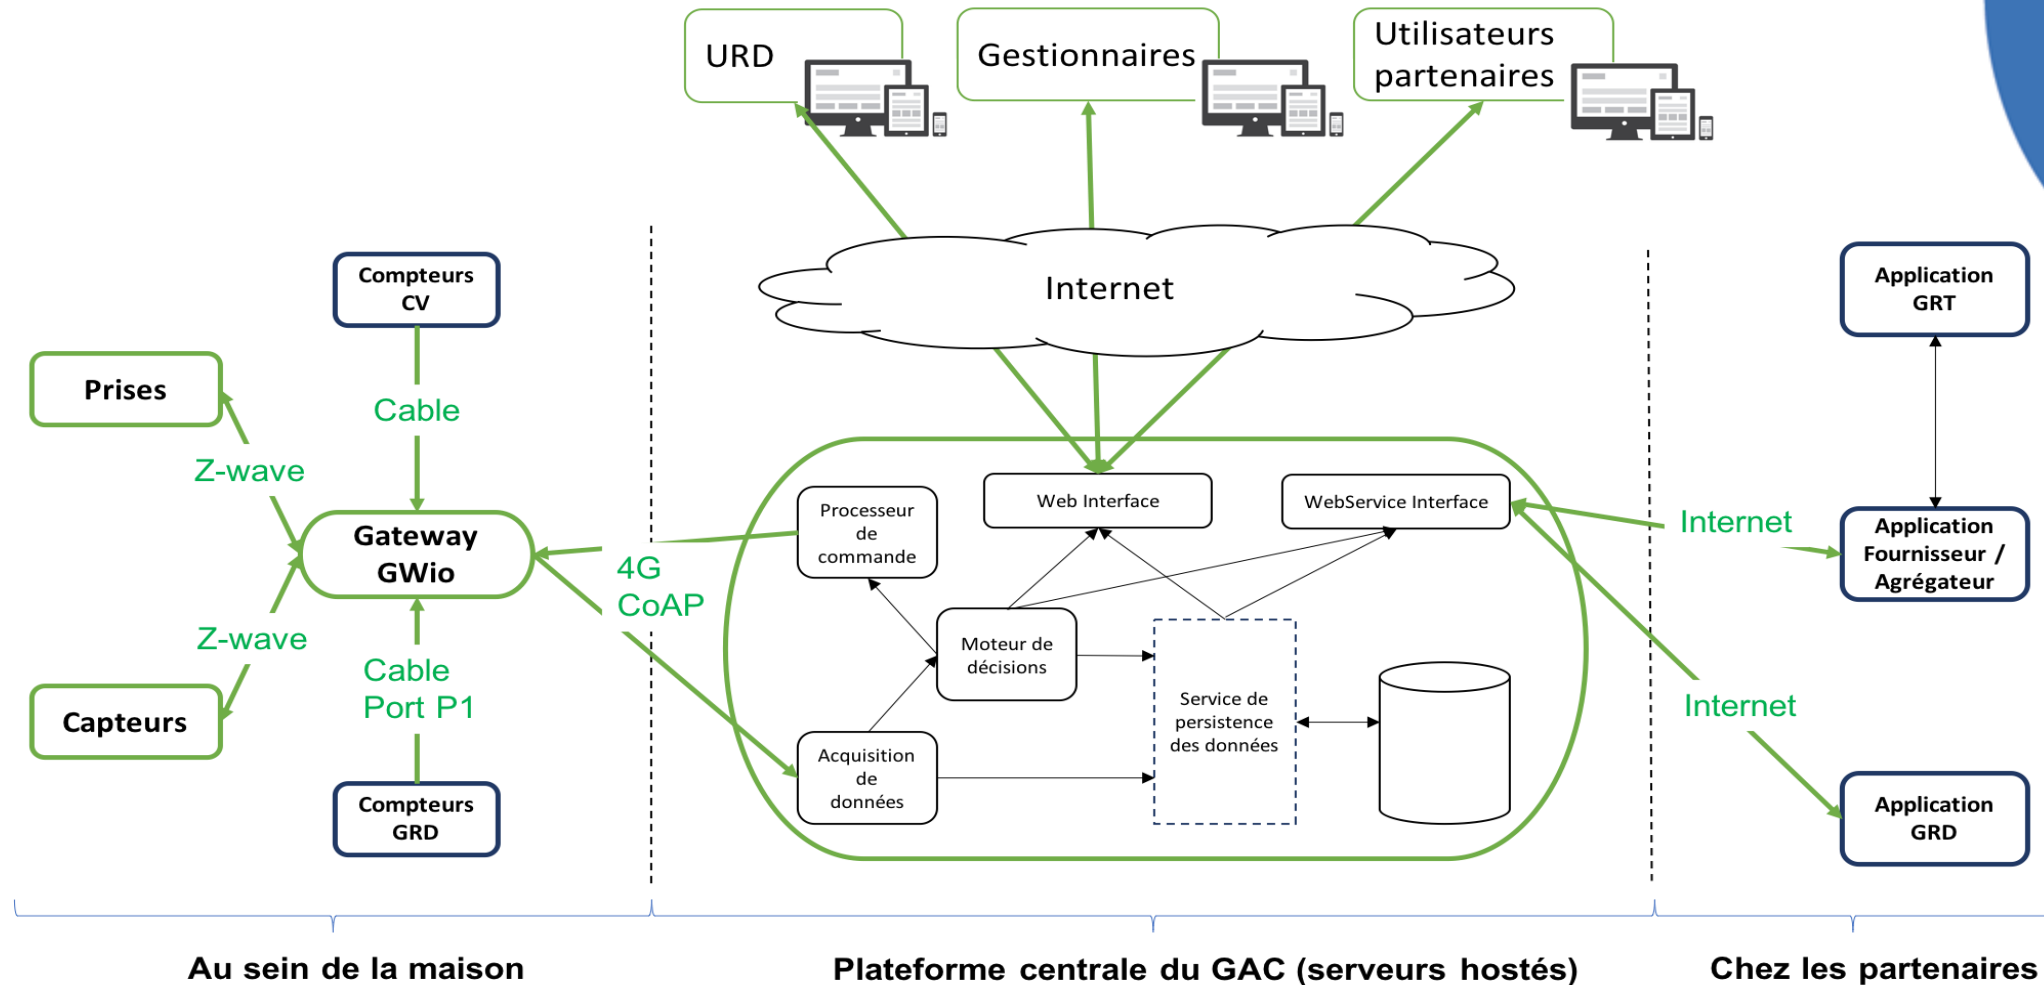 URD
Gestionnaires
Utilisateurs
partenaires
Internet
Compteurs
CV
Prises
Cable
Z-wave
Gateway
GWio
Z-wave
Cable
Port P1
Capteurs
Compteurs
GRD
4G
CoAP
Processeur
de
commande
Web Interface
WebService Interface
Moteur de
décisions
Service de
persistence
des données
Acquisition
de
données
Internet
Internet
Application
GRT
Application
Fournisseur /
Agrégateur
Application
GRD
Au sein de la maison
Plateforme centrale du GAC (serveurs hostés)
Chez les partenaires